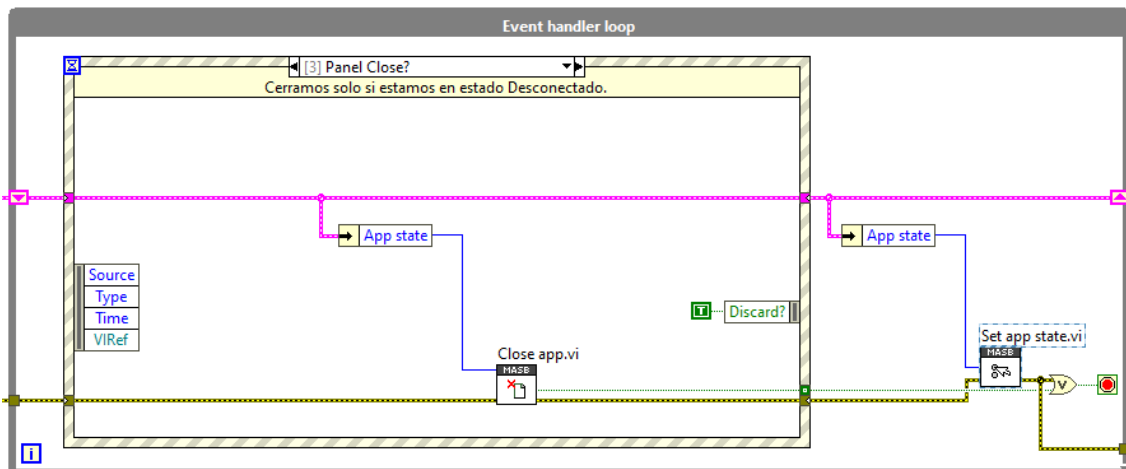 Event handler loop
[3] Panel Close?
Cerramos solo si estamos en estado Desconectado.
App state
App state
Source
Type
Time
VIRef
T
Discard?
Close app.vi
MASB
Set app state.vi
MASB
V
i